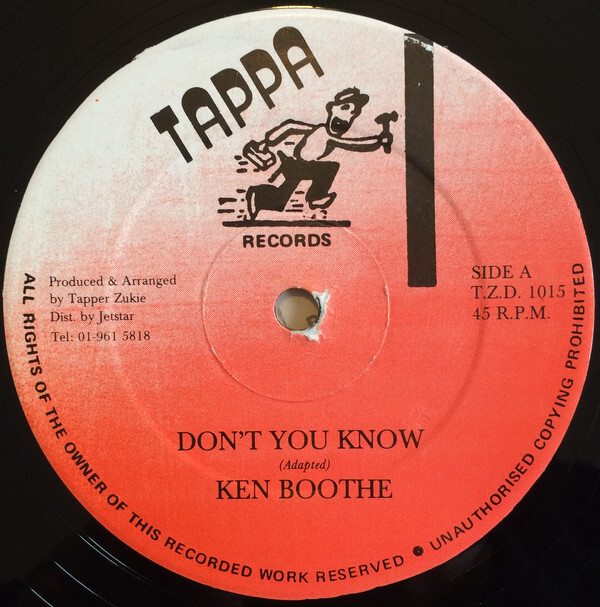 TAPPA
RECORDS
Produced & Arranged
by Tapper Zukie
Dist. by Jetstar
Tel: 01-961 5818
SIDE A
T.Z.D. 1015
45 R.P.M.
DON'T YOU KNOW
(Adapted)
KEN BOOTHE
ALL RIGHTS OF THE OWNER OF THIS RECORDED WORK RESERVED ● UNAUTHORISED COPYING PROHIBITED